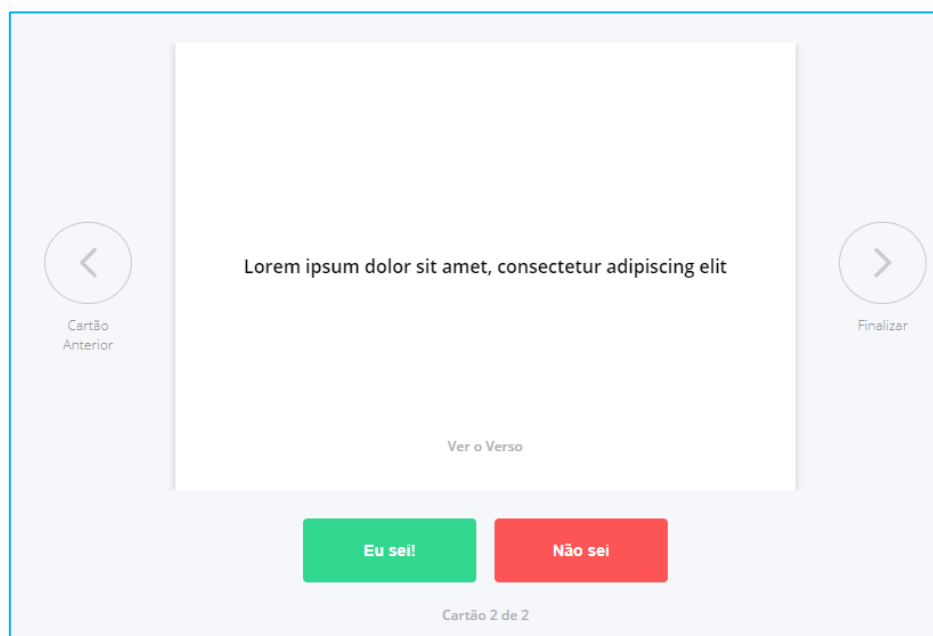 Lorem ipsum dolor sit amet, consectetur adipiscing elit
Cartão
Anterior
Finalizar
Ver o Verso
Eu sei!
Não sei
Cartão 2 de 2